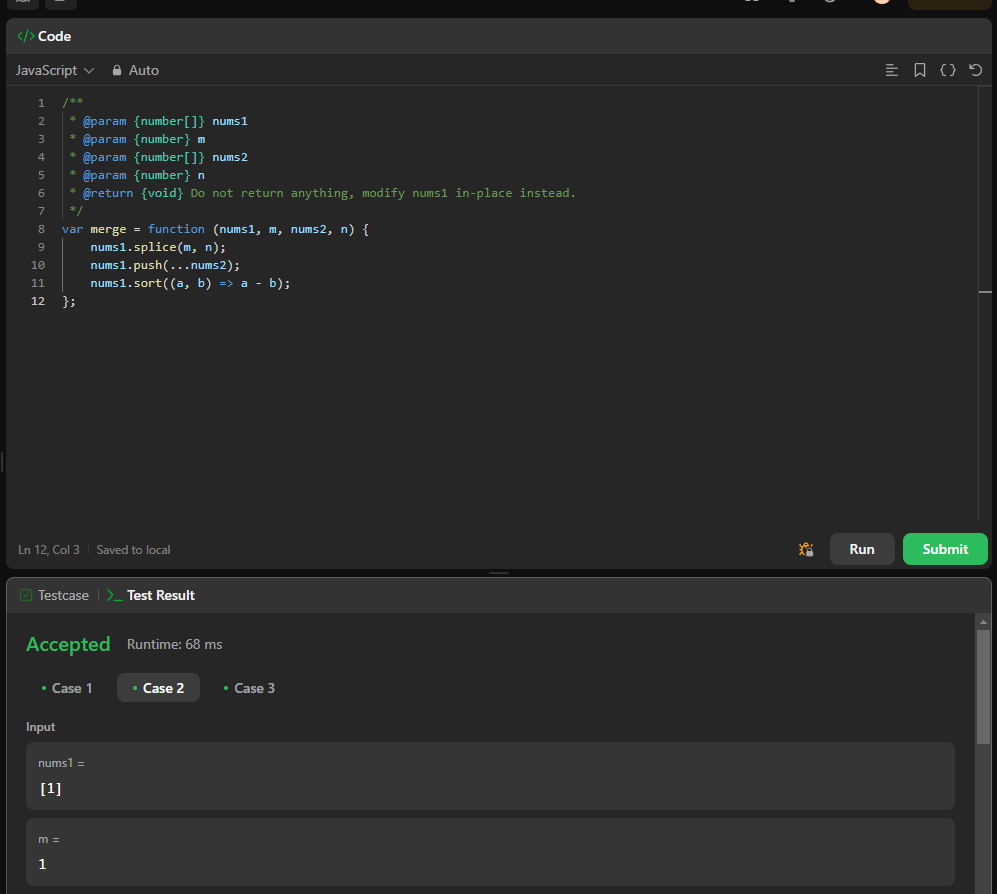 </> Code
JavaScript Auto
1 /**
2  * @param {number[]} nums1
3  * @param {number} m
4  * @param {number[]} nums2
5  * @param {number} n
6  * @return {void} Do not return anything, modify nums1 in-place instead.
7  */
8 var merge = function (nums1, m, nums2, n) {
9     nums1.splice(m, n);
10     nums1.push(...nums2);
11     nums1.sort((a, b) => a - b);
12 };
Ln 12, Col 3 Saved to local
Run Submit
Testcase >_ Test Result
Accepted Runtime: 68 ms
• Case 1 • Case 2 • Case 3
Input
nums1 =
[1]
m =
1